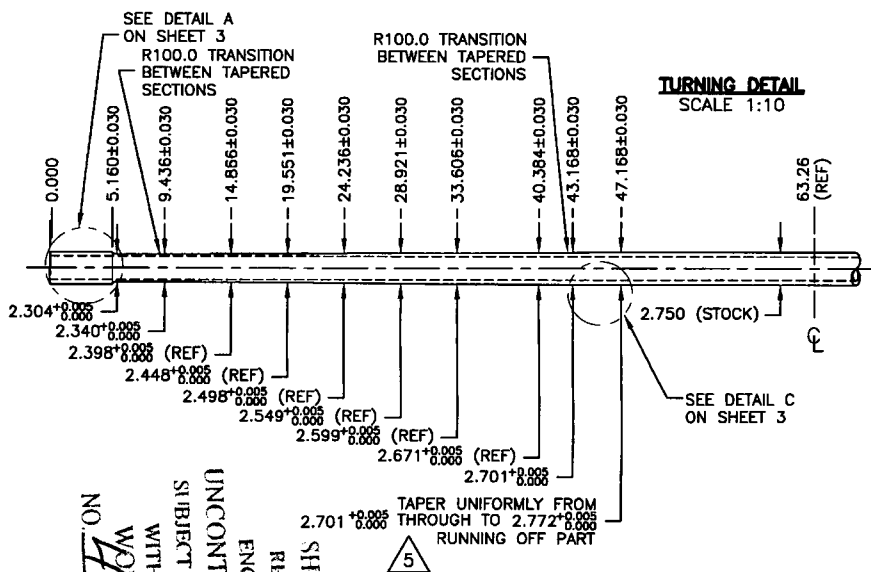 SEE DETAIL A
ON SHEET 3
R100.0 TRANSITION
BETWEEN TAPERED
SECTIONS
R100.0 TRANSITION
BETWEEN TAPERED
SECTIONS
TURNING DETAIL
SCALE 1:10
0.000
5.160±0.030
9.436±0.030
14.866±0.030
19.551±0.030
24.236±0.030
28.921±0.030
33.606±0.030
40.384±0.030
43.168±0.030
47.168±0.030
63.26
(REF)
2.304+0.005 0.000
2.340+0.005 0.000
2.398+0.005 0.000 (REF)
2.448+0.005 0.000 (REF)
2.498+0.005 0.000 (REF)
2.549+0.005 0.000 (REF)
2.599+0.005 0.000 (REF)
2.671+0.005 0.000 (REF)
2.701+0.005 0.000
2.750 (STOCK)
℄
SEE DETAIL C
ON SHEET 3
TAPER UNIFORMLY FROM
2.701 +0.005 0.000 THROUGH TO 2.772+0.005 0.000
RUNNING OFF PART
5
UNCONT
SUBJECT
WITH
WO
NO.
SH
RE
ENG